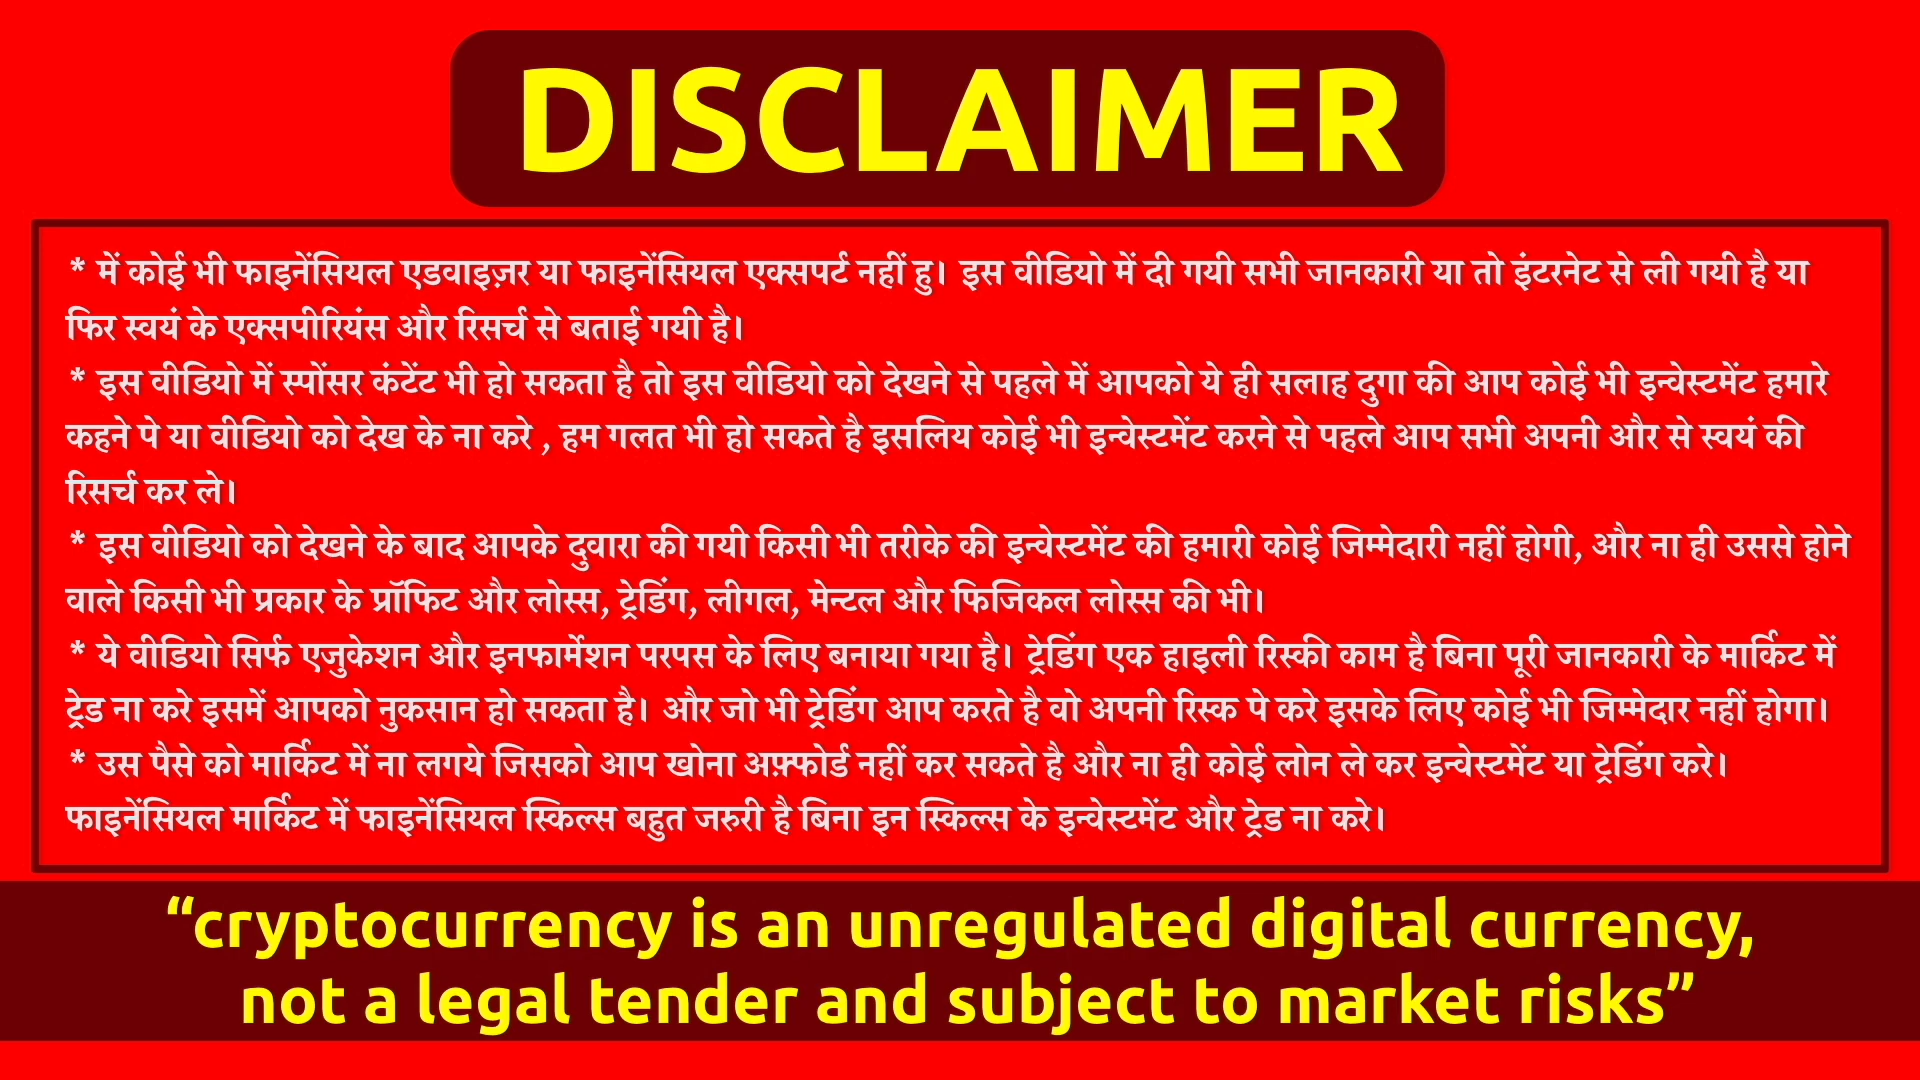 DISCLAIMER
* में कोई भी फाइनेंसियल एडवाइज़र या फाइनेंसियल एक्सपर्ट नहीं हु। इस वीडियो में दी गयी सभी जानकारी या तो इंटरनेट से ली गयी है या
फिर स्वयं के एक्सपीरियंस और रिसर्च से बताई गयी है।
* इस वीडियो में स्पोंसर कंटेंट भी हो सकता है तो इस वीडियो को देखने से पहले में आपको ये ही सलाह दुगा की आप कोई भी इन्वेस्टमेंट हमारे
कहने पे या वीडियो को देख के ना करे , हम गलत भी हो सकते है इसलिय कोई भी इन्वेस्टमेंट करने से पहले आप सभी अपनी और से स्वयं की
रिसर्च कर ले।
* इस वीडियो को देखने के बाद आपके दुवारा की गयी किसी भी तरीके की इन्वेस्टमेंट की हमारी कोई जिम्मेदारी नहीं होगी, और ना ही उससे होने
वाले किसी भी प्रकार के प्रॉफिट और लोस्स, ट्रेडिंग, लीगल, मेन्टल और फिजिकल लोस्स की भी।
* ये वीडियो सिर्फ एजुकेशन और इनफार्मेशन परपस के लिए बनाया गया है। ट्रेडिंग एक हाइली रिस्की काम है बिना पूरी जानकारी के मार्किट में
ट्रेड ना करे इसमें आपको नुकसान हो सकता है। और जो भी ट्रेडिंग आप करते है वो अपनी रिस्क पे करे इसके लिए कोई भी जिम्मेदार नहीं होगा।
* उस पैसे को मार्किट में ना लगये जिसको आप खोना अफ़्फोर्ड नहीं कर सकते है और ना ही कोई लोन ले कर इन्वेस्टमेंट या ट्रेडिंग करे।
फाइनेंसियल मार्किट में फाइनेंसियल स्किल्स बहुत जरुरी है बिना इन स्किल्स के इन्वेस्टमेंट और ट्रेड ना करे।
“cryptocurrency is an unregulated digital currency,
not a legal tender and subject to market risks”